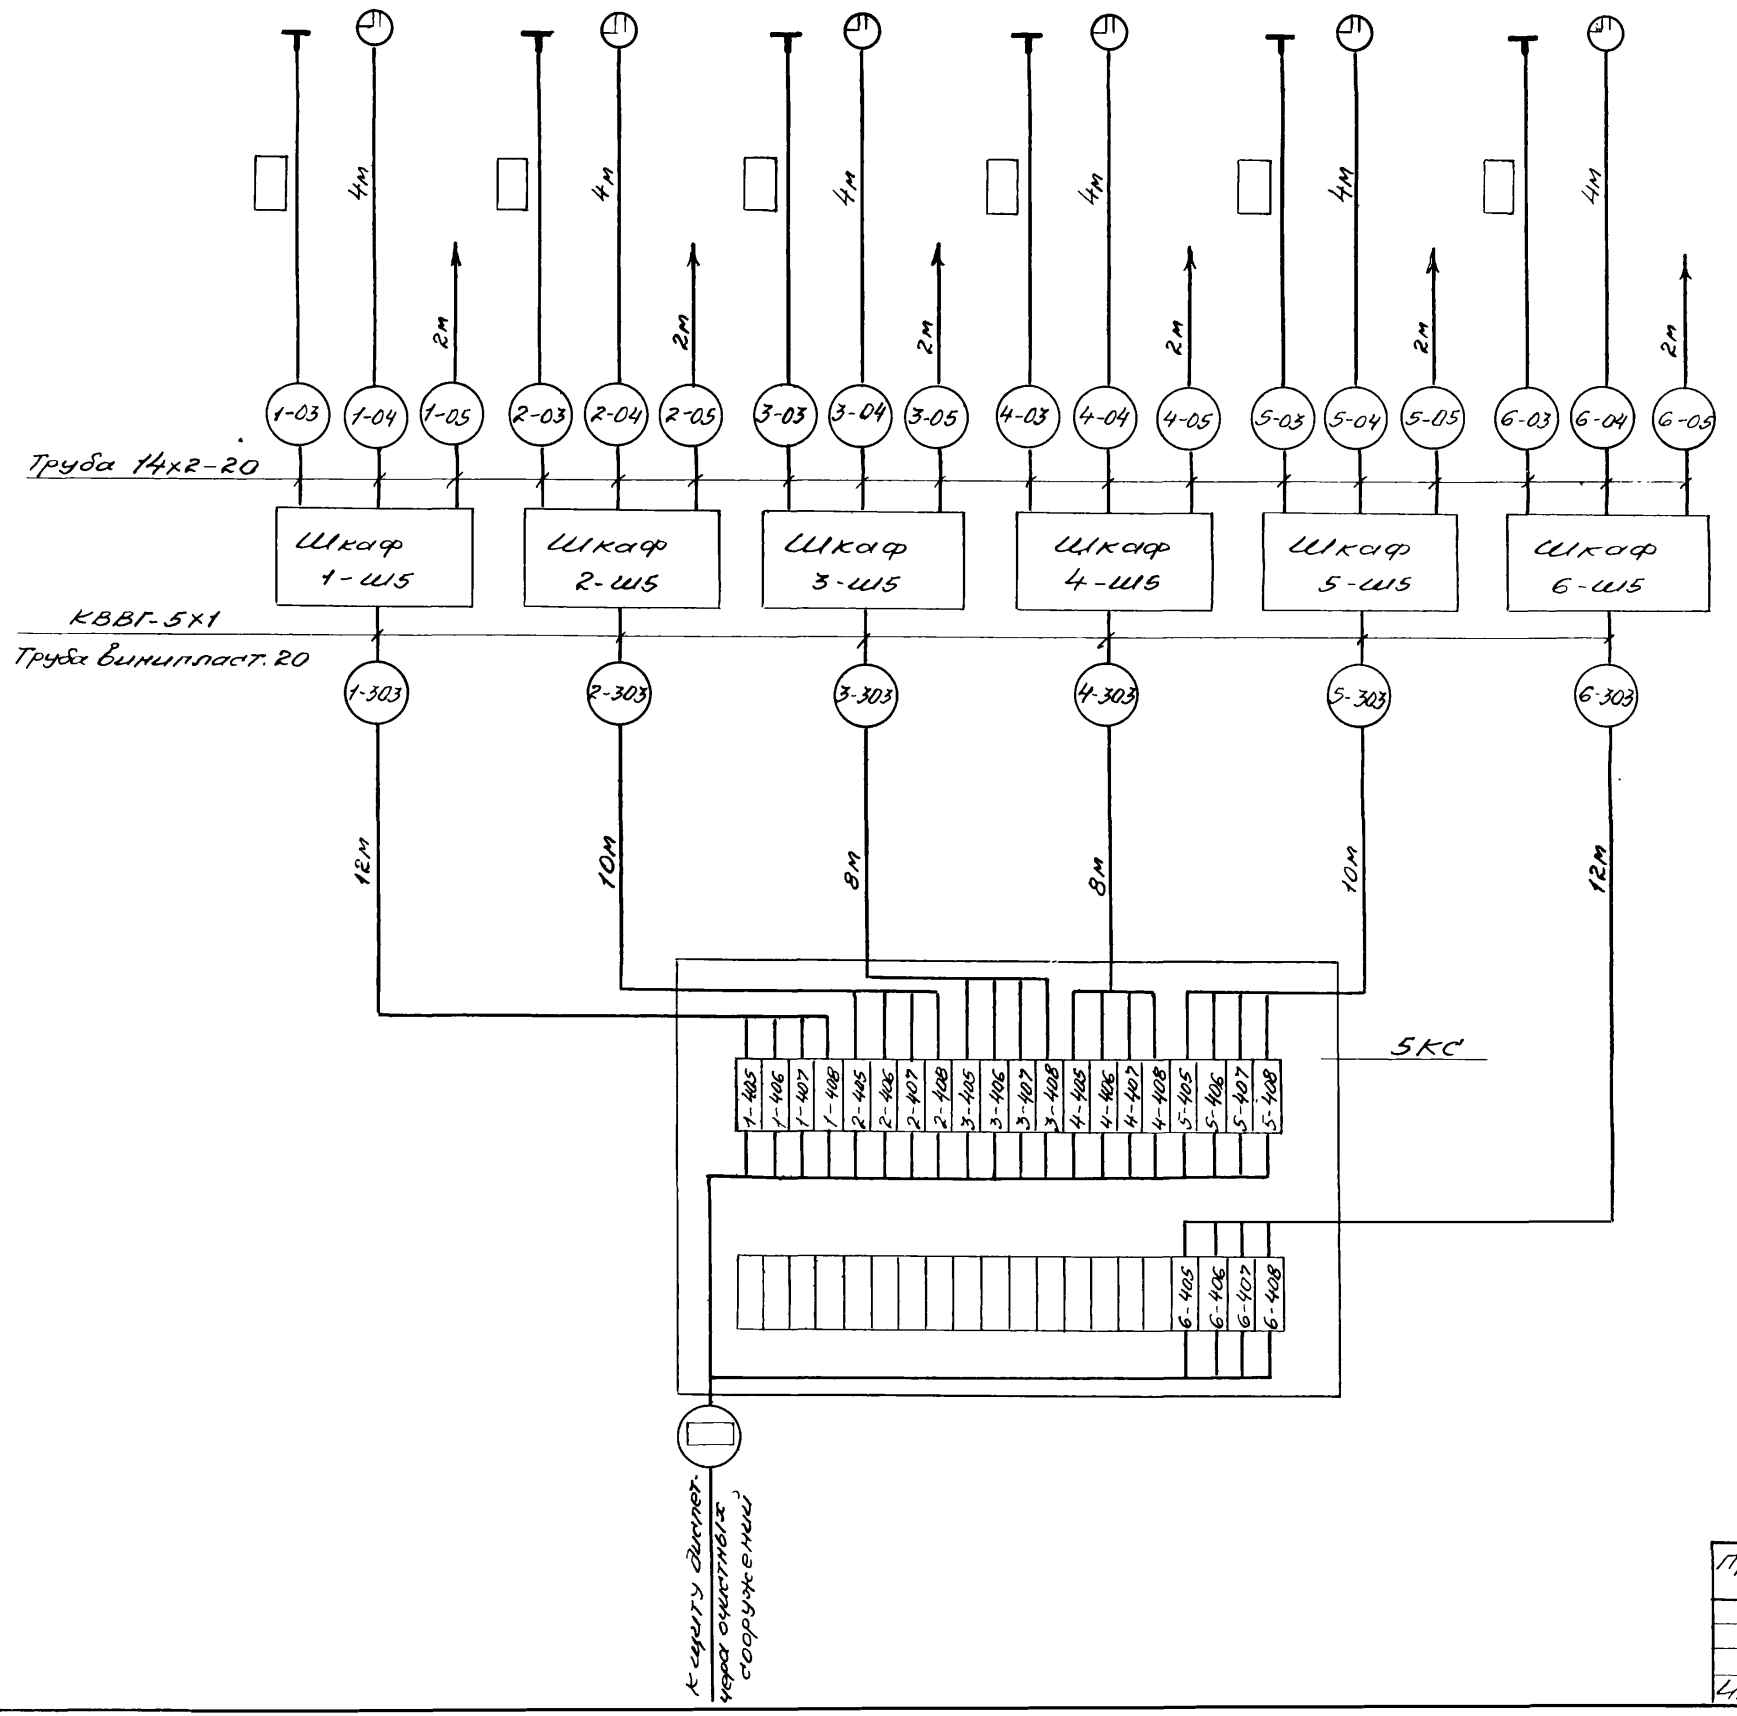 4м 4м 4м 4м 4м 4м
2м 2м 2м 2м 2м 2м
1-03 1-04 1-05 2-03 2-04 2-05 3-03 3-04 3-05 4-03 4-04 4-05 5-03 5-04 5-05 6-03 6-04 6-05
Труба 14х2-20
Шкаф
1-Ш5
Шкаф
2-Ш5
Шкаф
3-Ш5
Шкаф
4-Ш5
Шкаф
5-Ш5
Шкаф
6-Ш5
КВВГ-5х1
Труба винипласт. 20
1-303 2-303 3-303 4-303 5-303 6-303
12м 10м 8м 8м 10м 12м
5КС
1-405 1-406 1-407 1-408 2-405 2-406 2-407 2-408 3-405 3-406 3-407 3-408 4-405 4-406 4-407 4-408 5-405 5-406 5-407 5-408
6-405 6-406 6-407 6-408
К щиту диспет-
чера очистных
сооружений